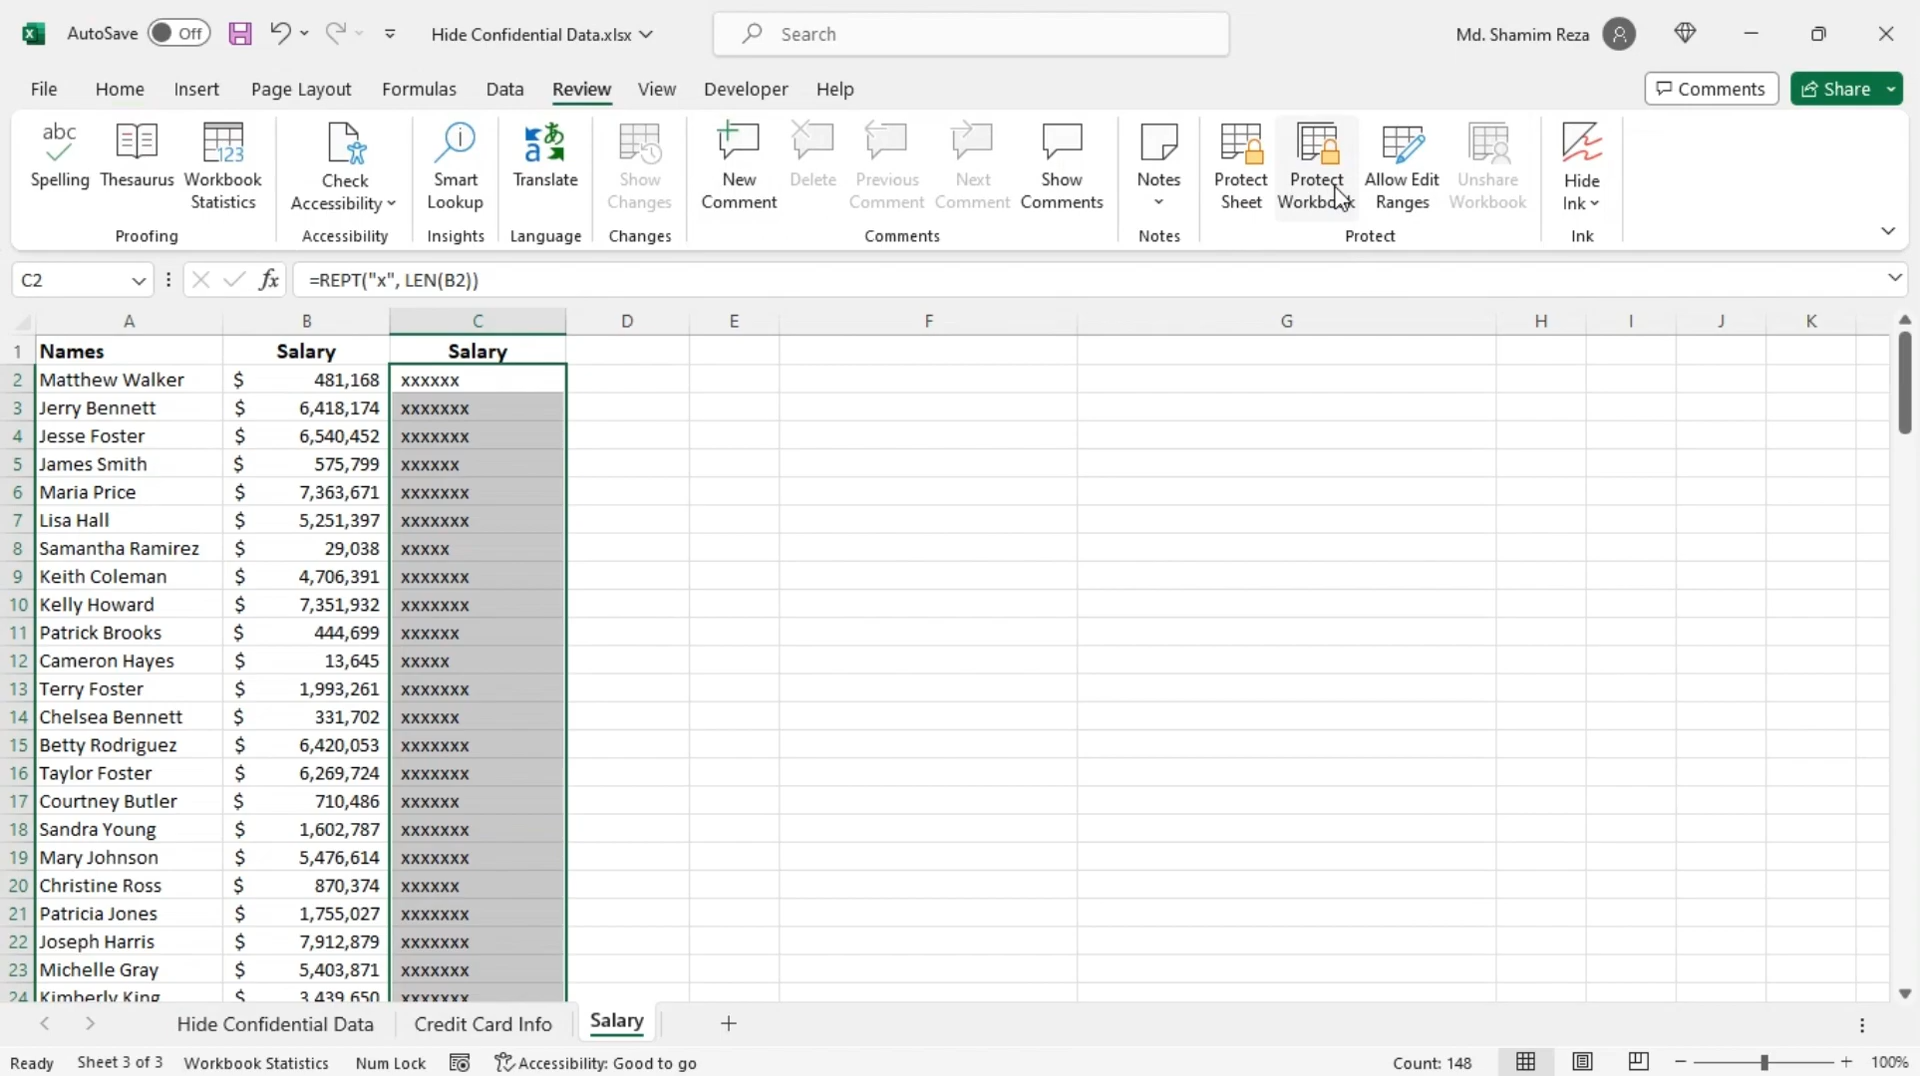 AutoSave Off Hide Confidential Data.xlsx Search Md. Shamim Reza
File Home Insert Page Layout Formulas Data Review View Developer Help Comments Share
Spelling Thesaurus Workbook Statistics Check Accessibility Smart Lookup Translate Show Changes New Comment Delete Previous Comment Next Comment Show Comments Notes Protect Sheet Protect Workbook Allow Edit Ranges Unshare Workbook Hide Ink
Proofing Accessibility Insights Language Changes Comments Notes Protect Ink
C2 fx =REPT("x", LEN(B2))
A B C D E F G H I J K
1 Names Salary Salary
2 Matthew Walker $ 481,168 xxxxxx
3 Jerry Bennett $ 6,418,174 xxxxxxx
4 Jesse Foster $ 6,540,452 xxxxxxx
5 James Smith $ 575,799 xxxxxx
6 Maria Price $ 7,363,671 xxxxxxx
7 Lisa Hall $ 5,251,397 xxxxxxx
8 Samantha Ramirez $ 29,038 xxxxx
9 Keith Coleman $ 4,706,391 xxxxxxx
10 Kelly Howard $ 7,351,932 xxxxxxx
11 Patrick Brooks $ 444,699 xxxxxx
12 Cameron Hayes $ 13,645 xxxxx
13 Terry Foster $ 1,993,261 xxxxxxx
14 Chelsea Bennett $ 331,702 xxxxxx
15 Betty Rodriguez $ 6,420,053 xxxxxxx
16 Taylor Foster $ 6,269,724 xxxxxxx
17 Courtney Butler $ 710,486 xxxxxx
18 Sandra Young $ 1,602,787 xxxxxxx
19 Mary Johnson $ 5,476,614 xxxxxxx
20 Christine Ross $ 870,374 xxxxxx
21 Patricia Jones $ 1,755,027 xxxxxxx
22 Joseph Harris $ 7,912,879 xxxxxxx
23 Michelle Gray $ 5,403,871 xxxxxxx
24 Kimberly King $ 3,439,650 xxxxxxx
Hide Confidential Data Credit Card Info Salary
Ready Sheet 3 of 3 Workbook Statistics Num Lock Accessibility: Good to go Count: 148 100%